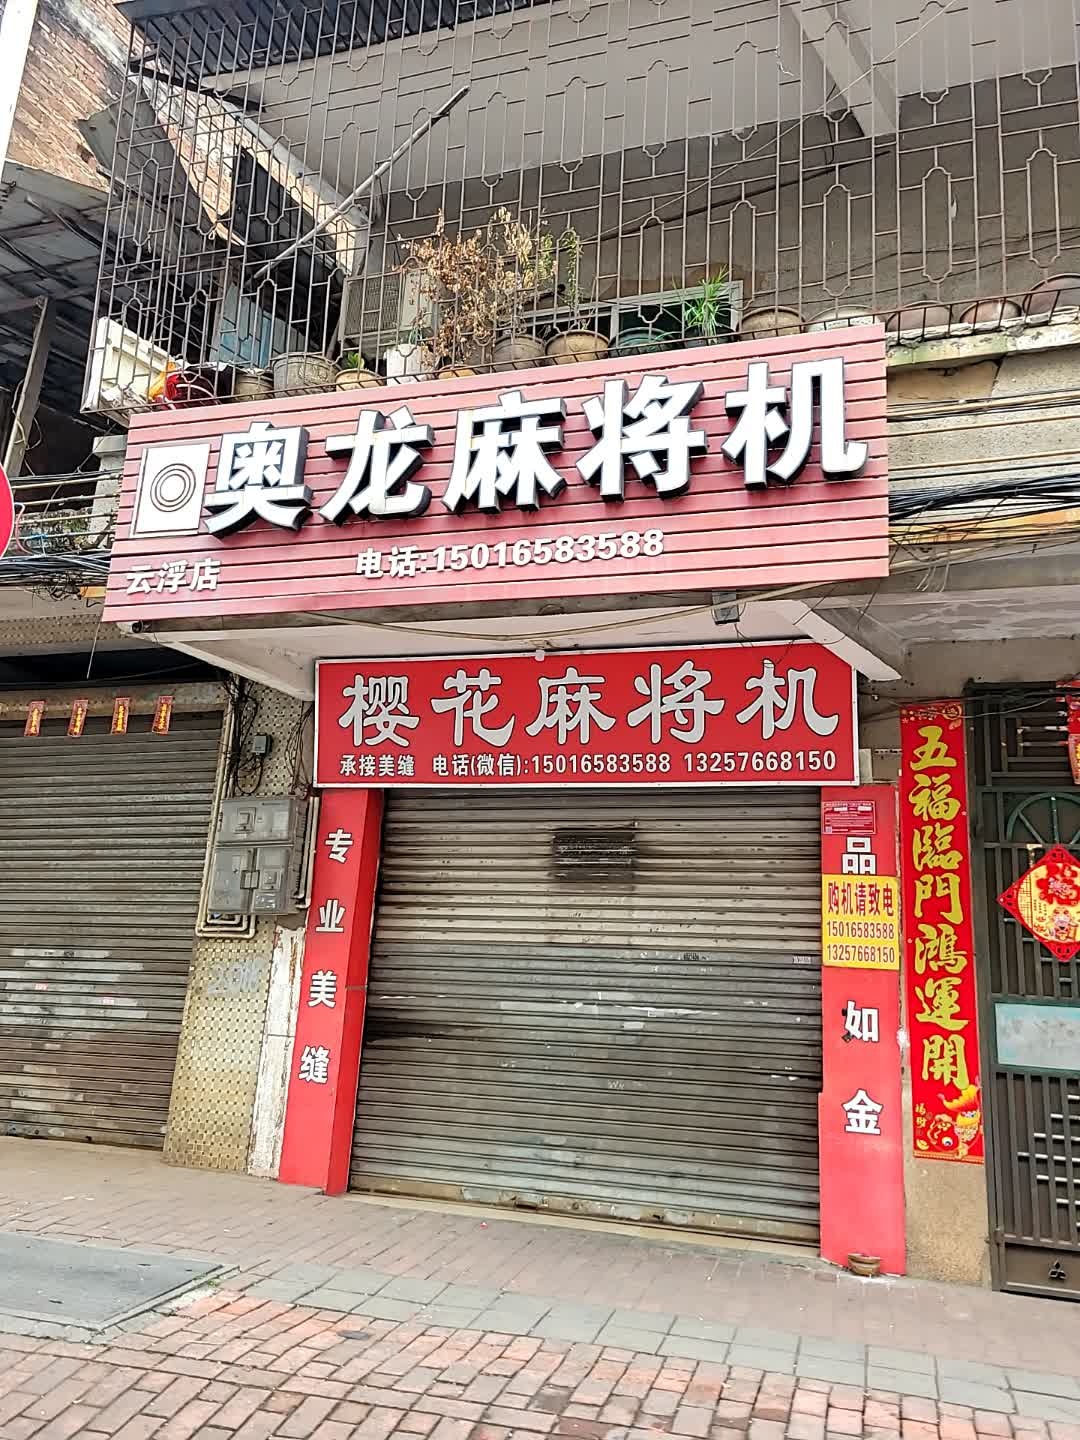 奥龙麻将机
云浮店
电话:15016583588
樱花麻将机
承接美缝 电话(微信):15016583588 13257668150
专业美缝
品
如金
购机请致电
15016583588
13257668150
五福臨門鴻運開